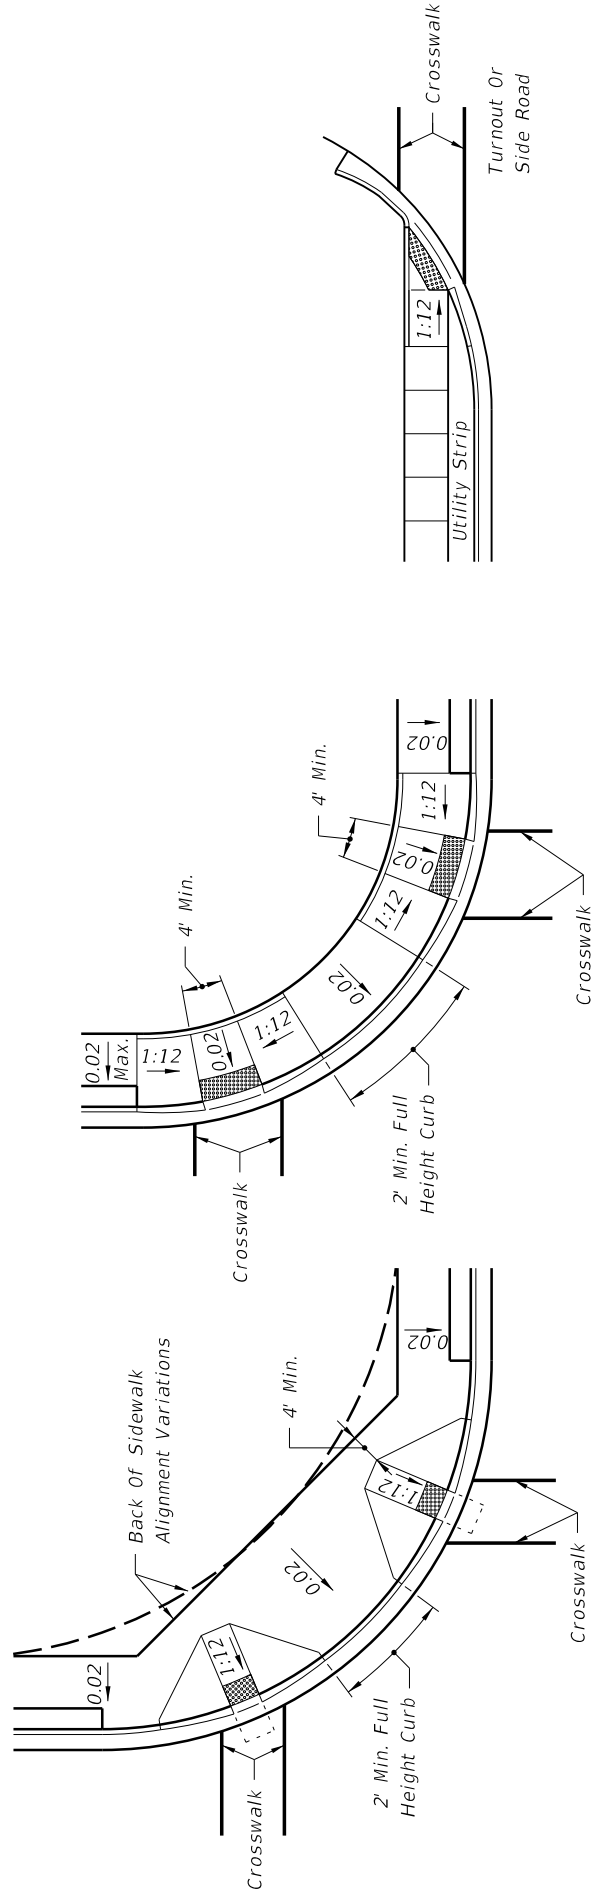 Crosswalk
Turnout Or
Side Road
1:12
Utility Strip
4' Min.
0.02
1:12
4' Min.
0.02
1:12
0.02
Crosswalk
0.02
Max.
1:12
0.02
1:12
2' Min. Full
Height Curb
Crosswalk
Back Of Sidewalk
Alignment Variations
4' Min.
0.02
1:12
0.02
Crosswalk
0.02
1:12
2' Min. Full
Height Curb
Crosswalk